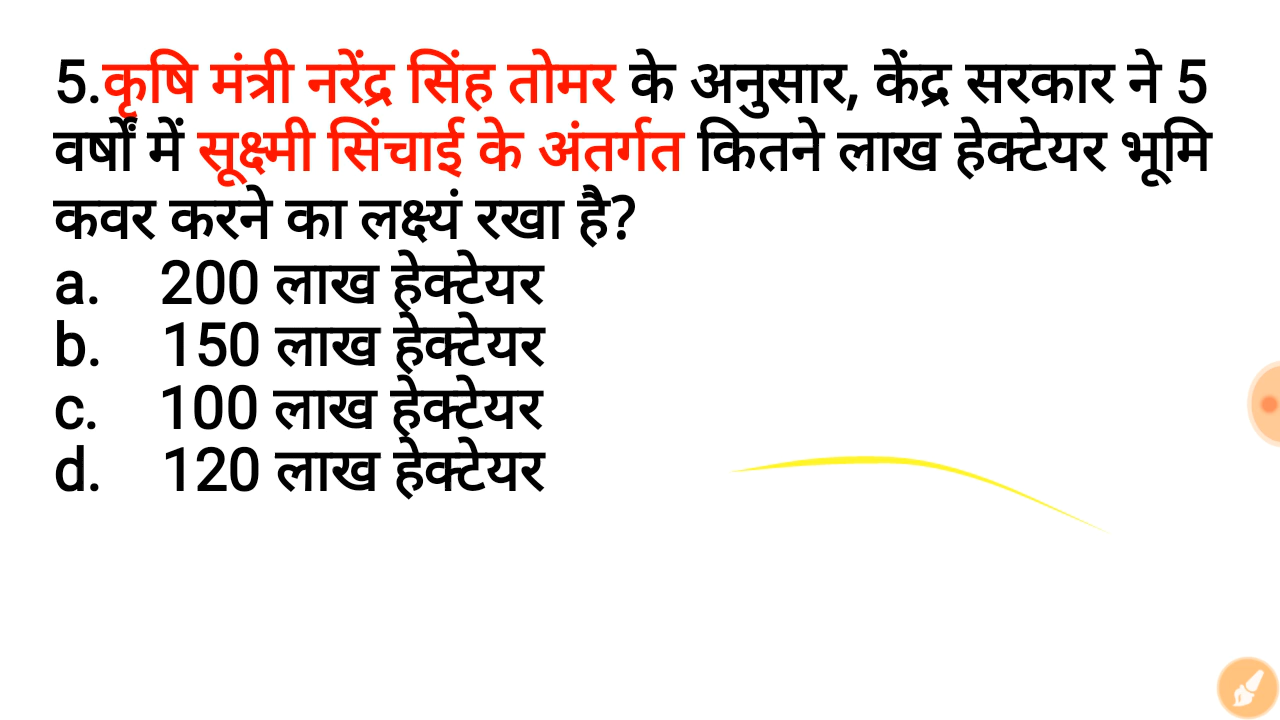 5.कृषि मंत्री नरेंद्र सिंह तोमर के अनुसार, केंद्र सरकार ने 5
वर्षों में सूक्ष्मी सिंचाई के अंतर्गत कितने लाख हेक्टेयर भूमि
कवर करने का लक्ष्यं रखा है?
a. 200 लाख हेक्टेयर
b. 150 लाख हेक्टेयर
c. 100 लाख हेक्टेयर
d. 120 लाख हेक्टेयर